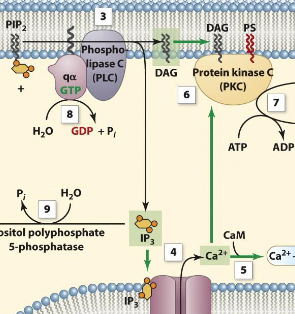 3
PIP2
DAG
PS
Phospho-
lipase C
(PLC)
qα
GTP
+
DAG
Protein kinase C
(PKC)
6
7
8
H2O
GDP + Pi
ATP
ADP
Pi
H2O
9
ositol polyphosphate
5-phosphatase
IP3
4
Ca2+
CaM
5
Ca2+-
IP3